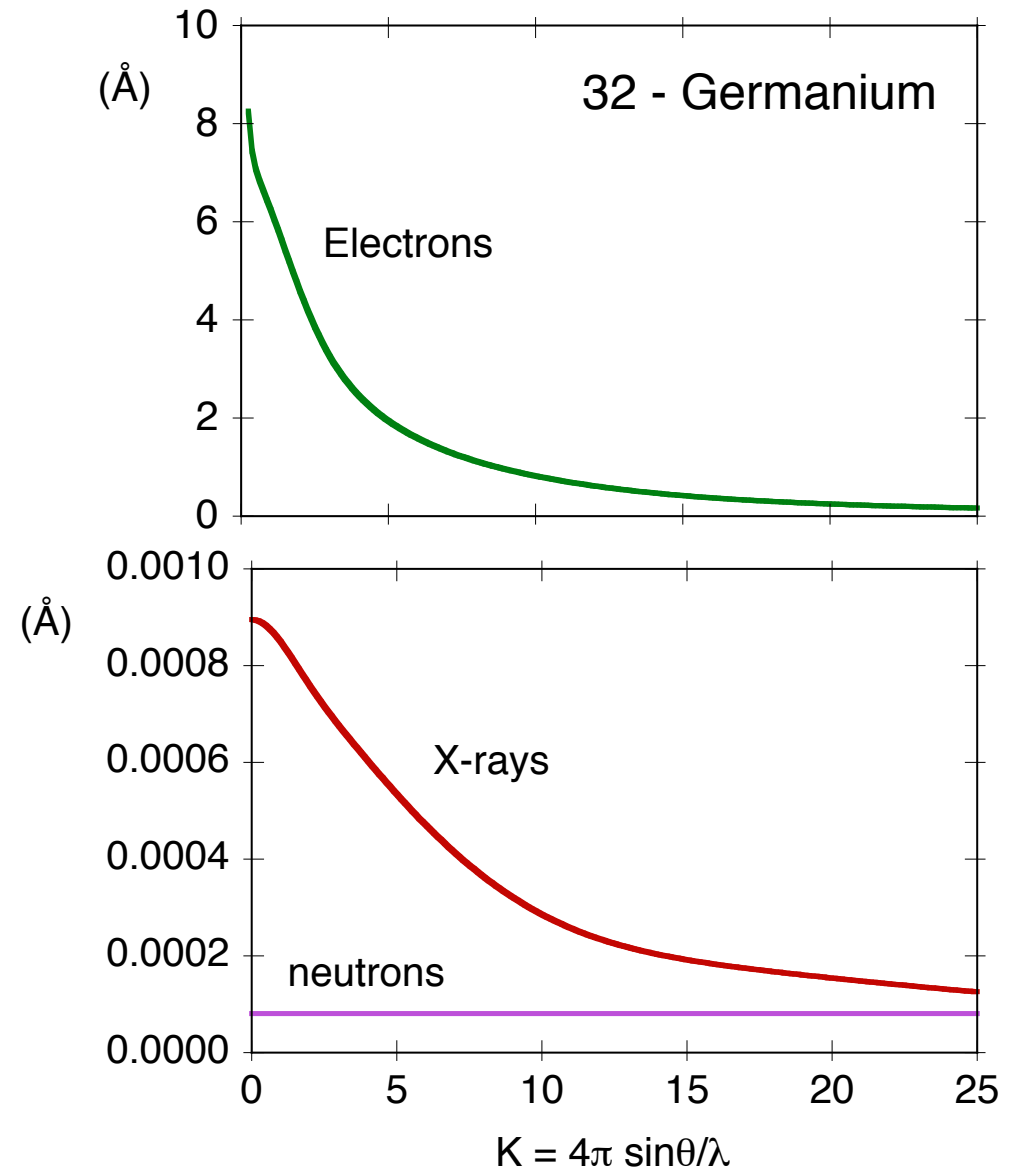 10
(Å)
32 - Germanium
8
6
Electrons
4
2
0
0.0010
(Å)
0.0008
0.0006
X-rays
0.0004
0.0002
neutrons
0.0000
0 5 10 15 20 25
K = 4π sinθ/λ